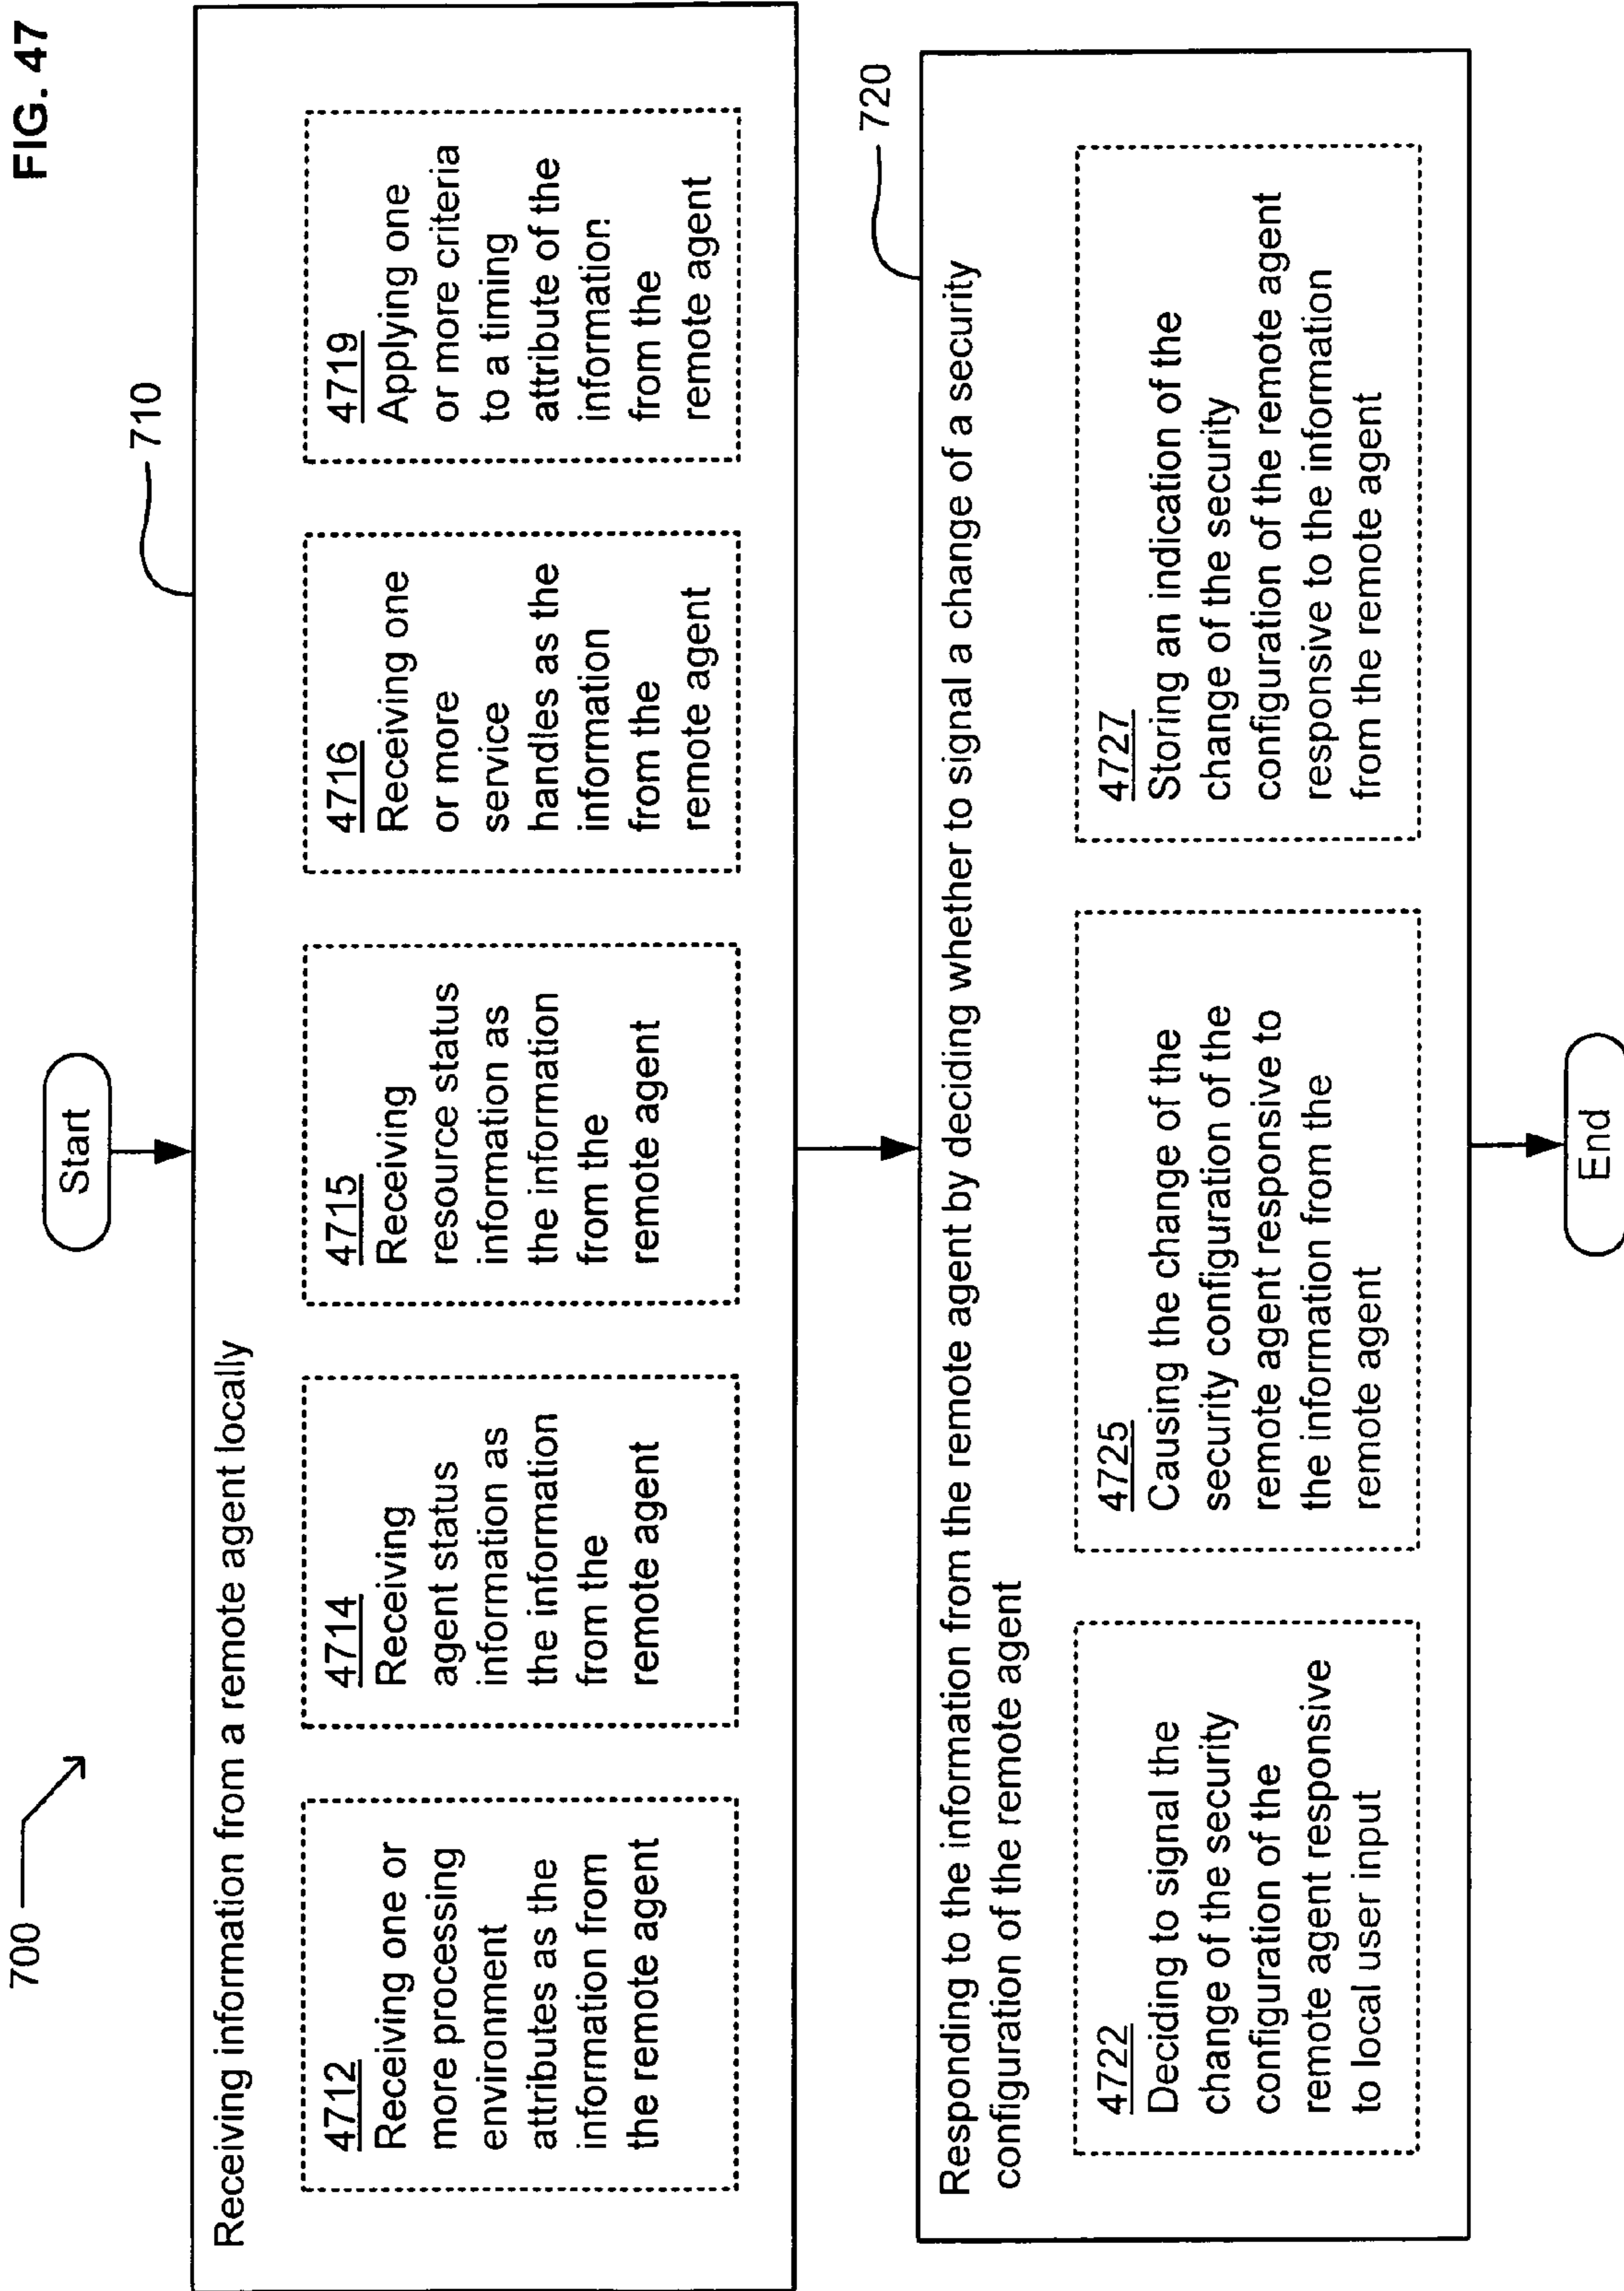 FIG. 47
700
Start
710
Receiving information from a remote agent locally
4712
Receiving one or
more processing
environment
attributes as the
information from
the remote agent
4714
Receiving
agent status
information as
the information
from the
remote agent
4715
Receiving
resource status
information as
the information
from the
remote agent
4716
Receiving one
or more
service
handles as the
information
from the
remote agent
4719
Applying one
or more criteria
to a timing
attribute of the
information
from the
remote agent
720
Responding to the information from the remote agent by deciding whether to signal a change of a security
configuration of the remote agent
4722
Deciding to signal the
change of the security
configuration of the
remote agent responsive
to local user input
4725
Causing the change of the
security configuration of the
remote agent responsive to
the information from the
remote agent
4727
Storing an indication of the
change of the security
configuration of the remote agent
responsive to the information
from the remote agent
End